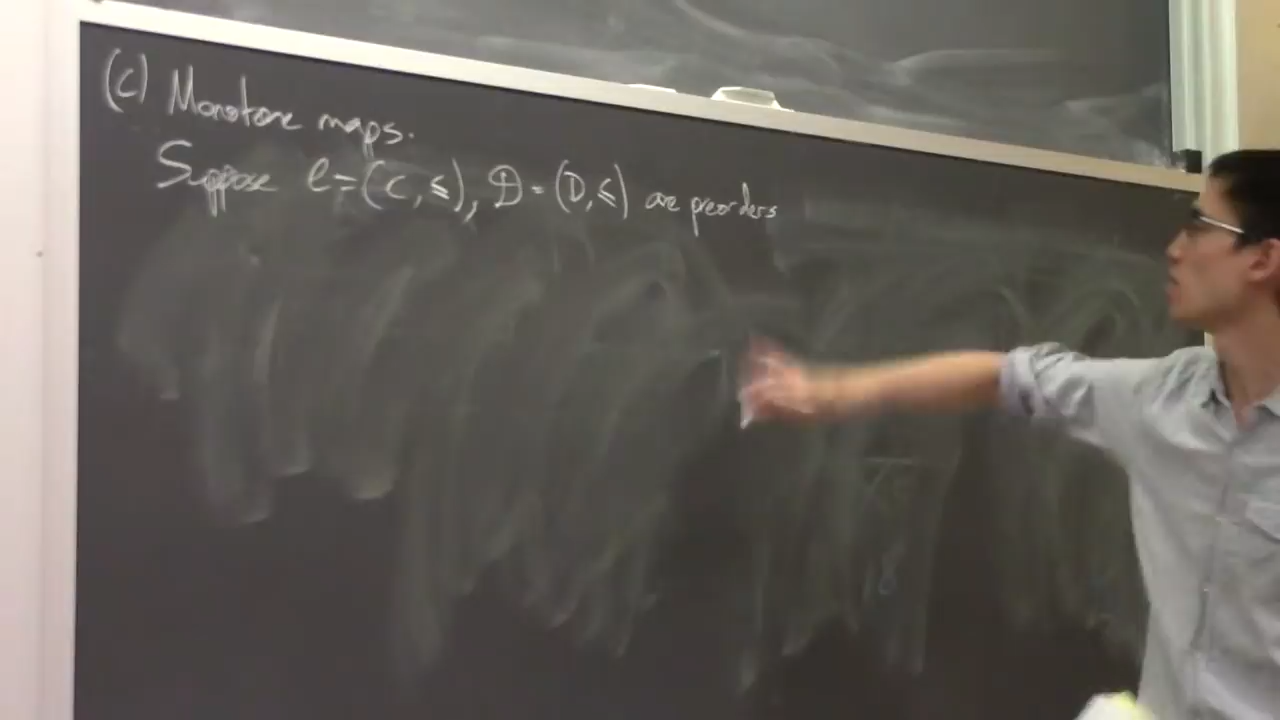 (c) Monotone maps.
Suppose 𝒞 = (C, ≤), 𝒟 = (D, ≤) are preorders